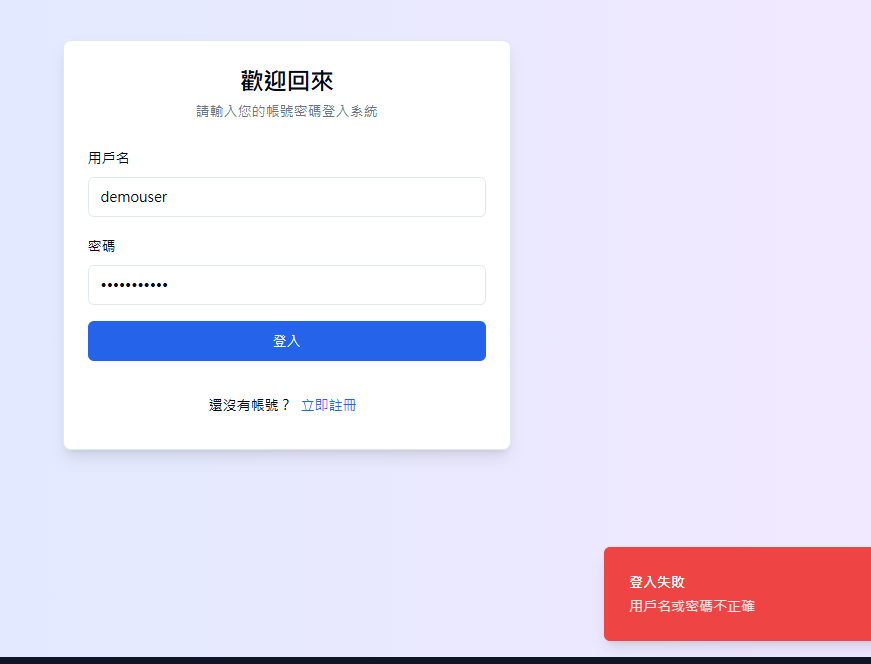 歡迎回來
請輸入您的帳號密碼登入系統
用戶名
demouser
密碼
•••••••••••
登入
還沒有帳號？ 立即註冊
登入失敗
用戶名或密碼不正確